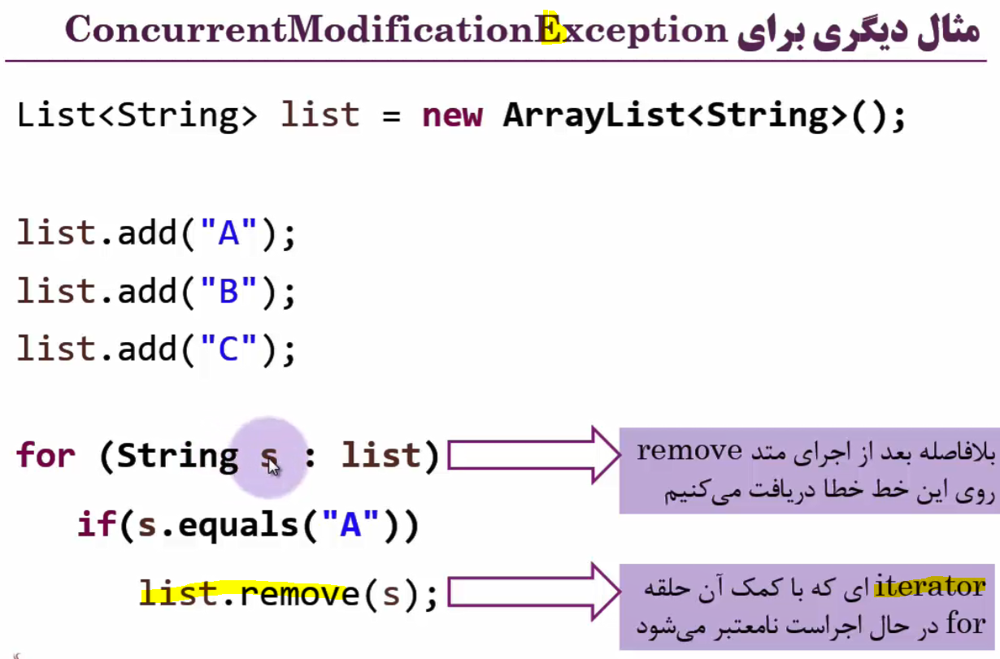 مثال دیگری برای ConcurrentModificationException
List<String> list = new ArrayList<String>();
list.add("A");
list.add("B");
list.add("C");
for (String s : list)
بلافاصله بعد از اجرای متد remove
روی این خط خطا دریافت می‌کنیم
if(s.equals("A"))
list.remove(s);
iterator ای که با کمک آن حلقه
for در حال اجراست نامعتبر می‌شود